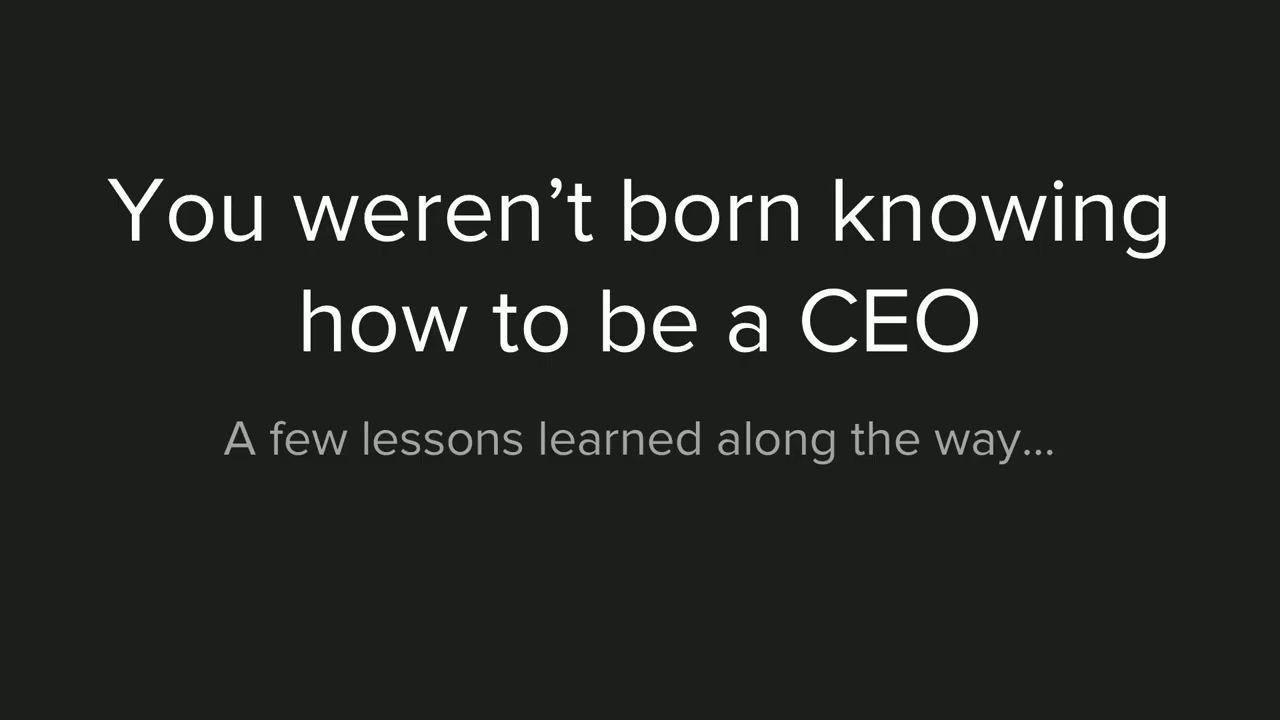 You weren’t born knowing
how to be a CEO
A few lessons learned along the way...